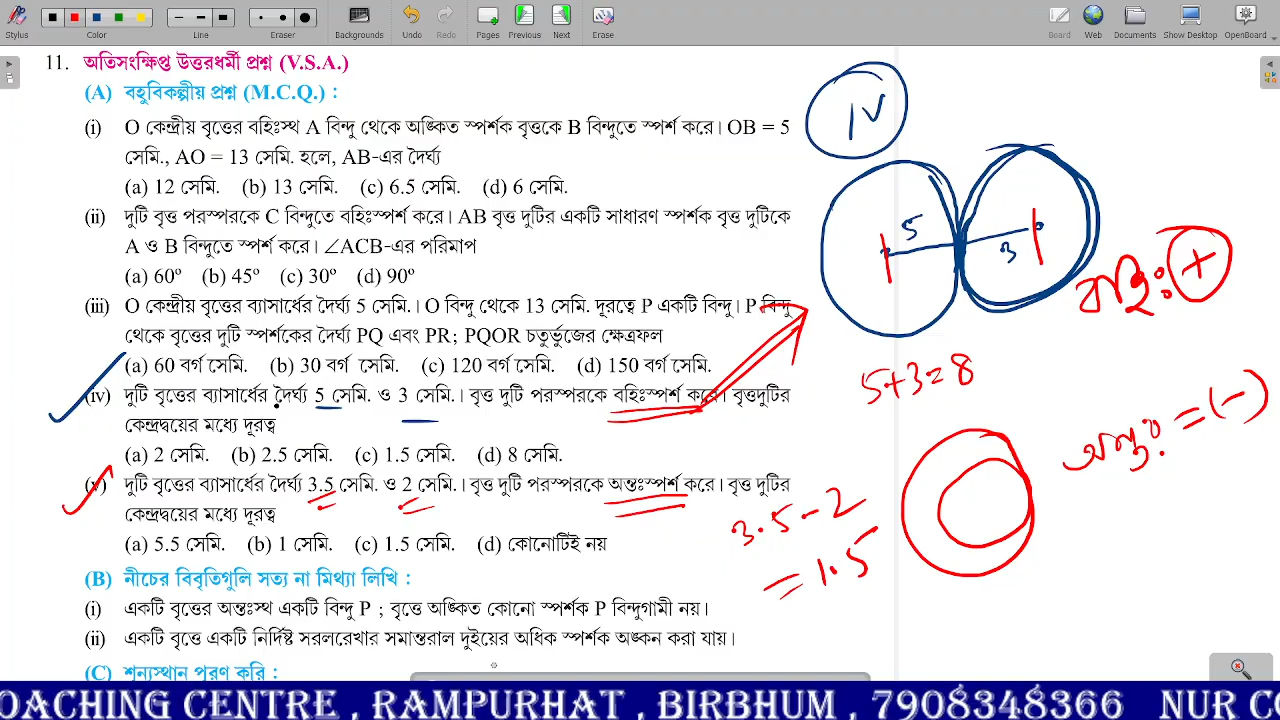 Stylus Color Line Eraser Backgrounds Undo Redo Pages Previous Next Erase Board Web Documents Show Desktop OpenBoard
11. অতিসংক্ষিপ্ত উত্তরধর্মী প্রশ্ন (V.S.A.)
(A) বহুবিকল্পীয় প্রশ্ন (M.C.Q.) :
(i) O কেন্দ্রীয় বৃত্তের বহিঃস্থ A বিন্দু থেকে অঙ্কিত স্পর্শক বৃত্তকে B বিন্দুতে স্পর্শ করে। OB = 5
সেমি., AO = 13 সেমি. হলে, AB-এর দৈর্ঘ্য
(a) 12 সেমি. (b) 13 সেমি. (c) 6.5 সেমি. (d) 6 সেমি.
(ii) দুটি বৃত্ত পরস্পরকে C বিন্দুতে বহিঃস্পর্শ করে। AB বৃত্ত দুটির একটি সাধারণ স্পর্শক বৃত্ত দুটিকে
A ও B বিন্দুতে স্পর্শ করে। ∠ACB-এর পরিমাপ
(a) 60° (b) 45° (c) 30° (d) 90°
(iii) O কেন্দ্রীয় বৃত্তের ব্যাসার্ধের দৈর্ঘ্য 5 সেমি.। O বিন্দু থেকে 13 সেমি. দূরত্বে P একটি বিন্দু। P বিন্দু
থেকে বৃত্তের দুটি স্পর্শকের দৈর্ঘ্য PQ এবং PR; PQOR চতুর্ভুজের ক্ষেত্রফল
(a) 60 বর্গ সেমি. (b) 30 বর্গ সেমি. (c) 120 বর্গ সেমি. (d) 150 বর্গ সেমি.
(iv) দুটি বৃত্তের ব্যাসার্ধের দৈর্ঘ্য 5 সেমি. ও 3 সেমি.। বৃত্ত দুটি পরস্পরকে বহিঃস্পর্শ করে। বৃত্তদুটির
কেন্দ্রদ্বয়ের মধ্যে দূরত্ব
(a) 2 সেমি. (b) 2.5 সেমি. (c) 1.5 সেমি. (d) 8 সেমি.
(v) দুটি বৃত্তের ব্যাসার্ধের দৈর্ঘ্য 3.5 সেমি. ও 2 সেমি.। বৃত্ত দুটি পরস্পরকে অন্তঃস্পর্শ করে। বৃত্ত দুটির
কেন্দ্রদ্বয়ের মধ্যে দূরত্ব
(a) 5.5 সেমি. (b) 1 সেমি. (c) 1.5 সেমি. (d) কোনোটিই নয়
(B) নীচের বিবৃতিগুলি সত্য না মিথ্যা লিখি :
(i) একটি বৃত্তের অন্তঃস্থ একটি বিন্দু P ; বৃত্তে অঙ্কিত কোনো স্পর্শক P বিন্দুগামী নয়।
(ii) একটি বৃত্তে একটি নির্দিষ্ট সরলরেখার সমান্তরাল দুইয়ের অধিক স্পর্শক অঙ্কন করা যায়।
(C) শূন্যস্থান পূরণ করি :
iv
5
3
বহিঃ +
5+3=8
অন্তঃ = (-)
3.5 - 2
= 1.5
OACHING CENTRE , RAMPURHAT , BIRBHUM , 7908348366 NUR CO